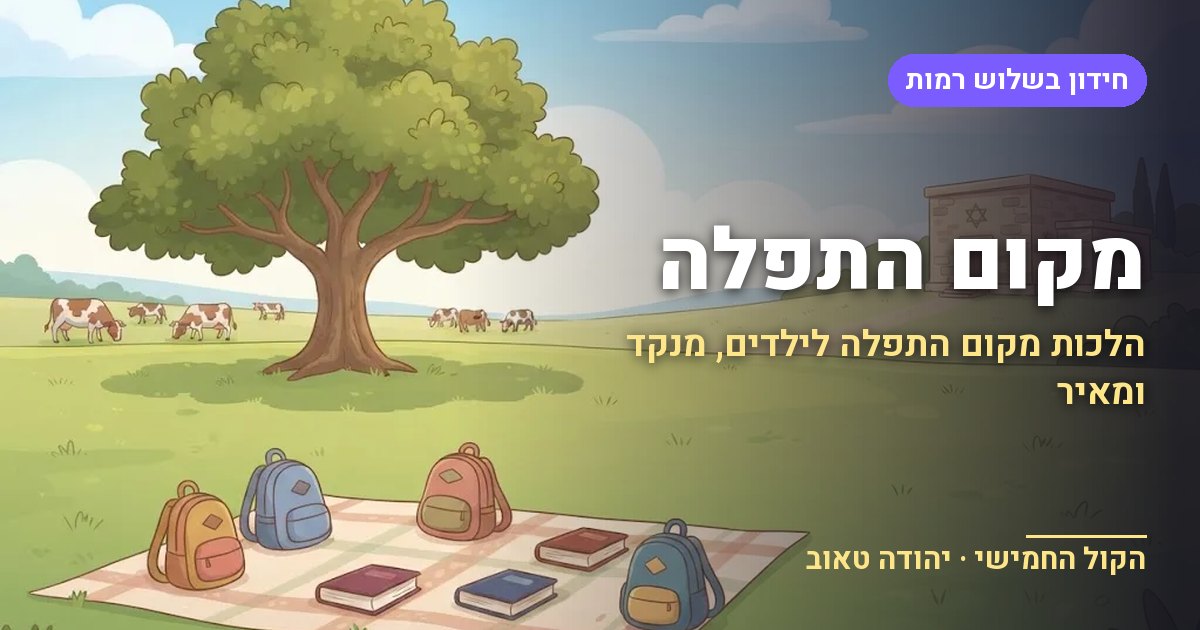 חידון בשלוש רמות
מקום התפלה
הלכות מקום התפלה לילדים, מנקד
ומאיר
הקול החמישי · יהודה טאוב